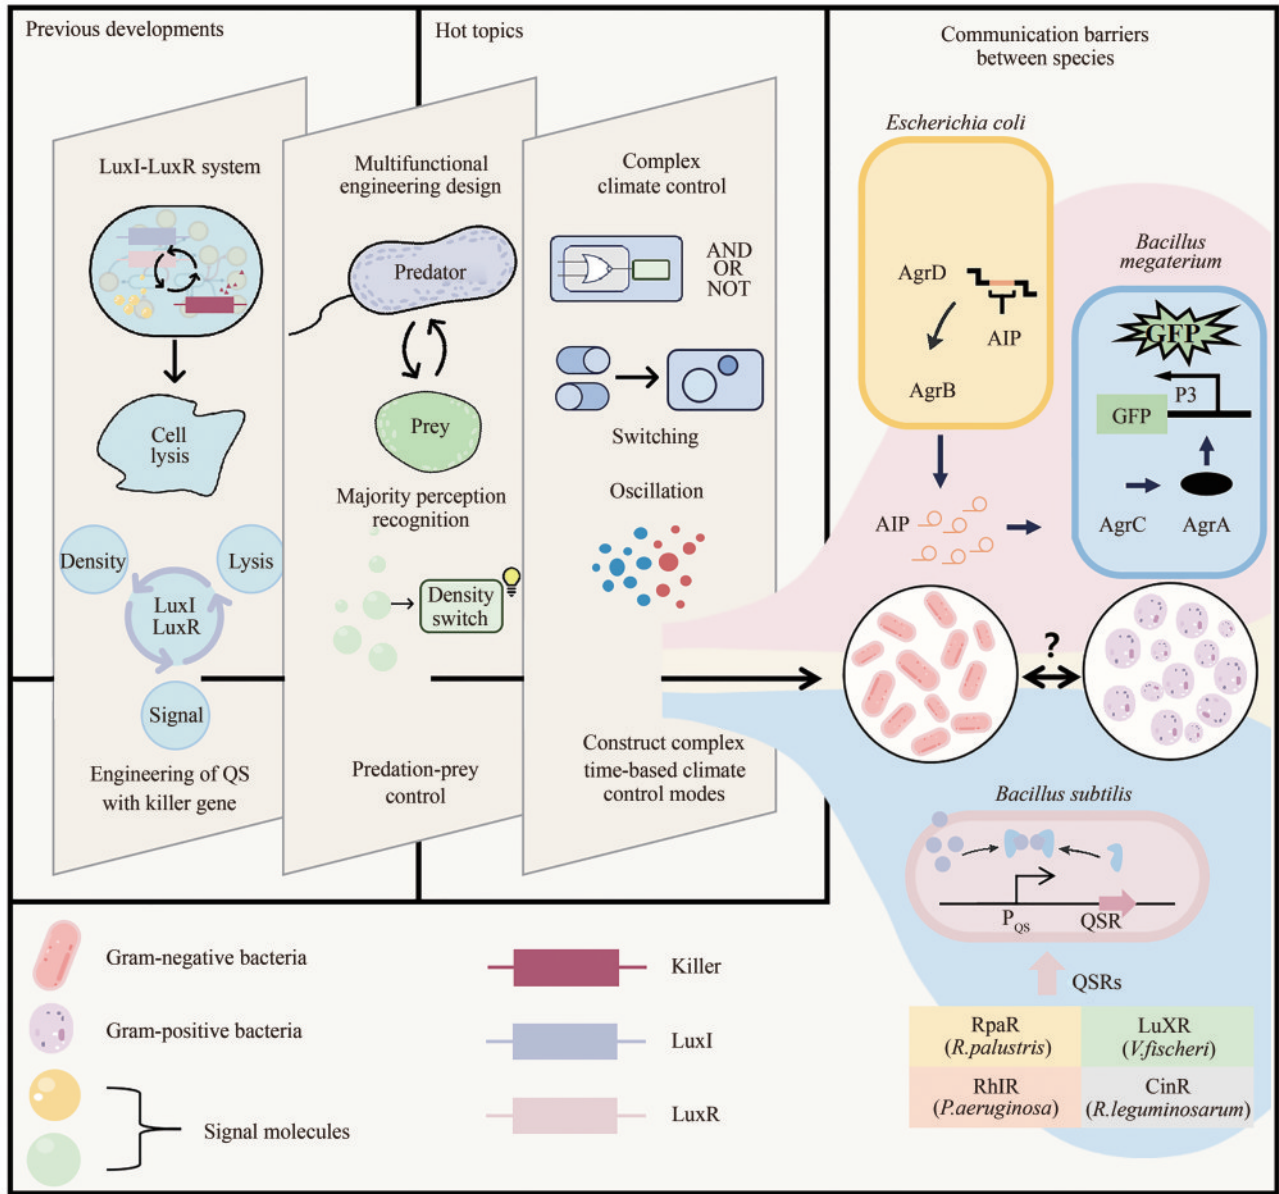 Previous developments
Hot topics
Communication barriers
between species
LuxI-LuxR system
Cell
lysis
Density
Lysis
LuxI
LuxR
Signal
Engineering of QS
with killer gene
Multifunctional
engineering design
Predator
Prey
Majority perception
recognition
Density
switch
Predation-prey
control
Complex
climate control
AND
OR
NOT
Switching
Oscillation
Construct complex
time-based climate
control modes
Escherichia coli
AgrD
AIP
AgrB
AIP
Bacillus
megaterium
GFP
P3
GFP
AgrC
AgrA
?
Bacillus subtilis
PQS
QSR
QSRs
RpaR
(R.palustris)
LuXR
(V.fischeri)
RhIR
(P.aeruginosa)
CinR
(R.leguminosarum)
Gram-negative bacteria
Gram-positive bacteria
Signal molecules
Killer
LuxI
LuxR